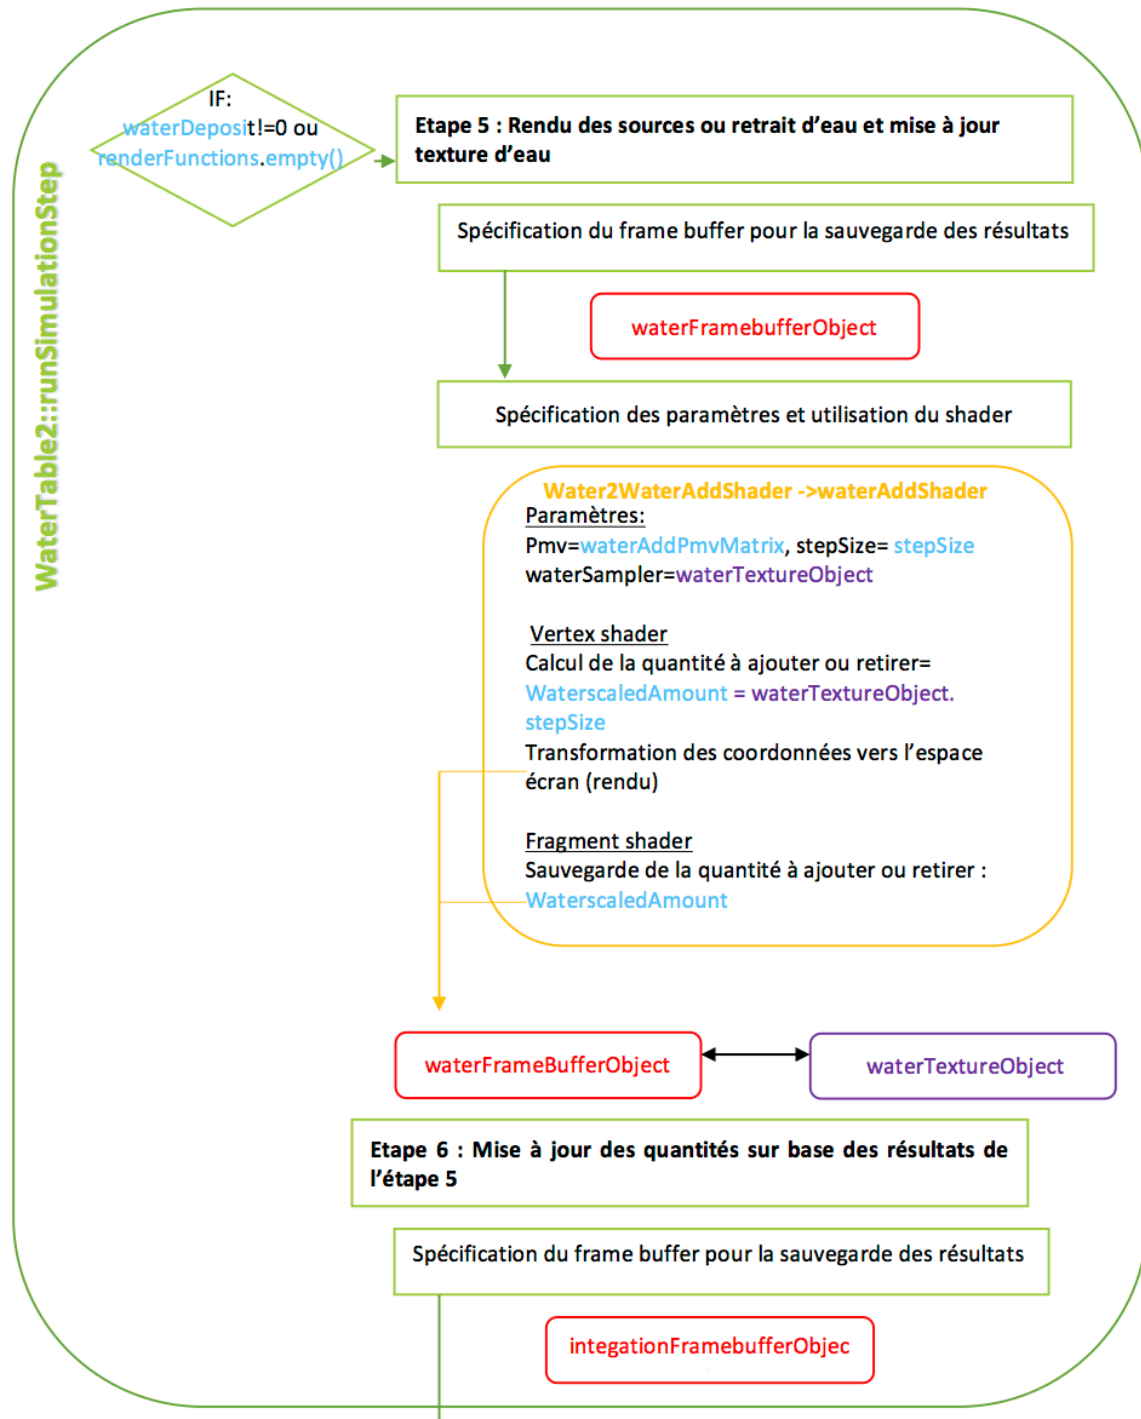 WaterTable2::runSimulationStep
IF:
waterDeposit!=0 ou
renderFunctions.empty()
Etape 5 : Rendu des sources ou retrait d'eau et mise à jour
texture d'eau
Spécification du frame buffer pour la sauvegarde des résultats
waterFramebufferObject
Spécification des paramètres et utilisation du shader
Water2WaterAddShader ->waterAddShader
Paramètres:
Pmv=waterAddPmvMatrix, stepSize= stepSize
waterSampler=waterTextureObject
Vertex shader
Calcul de la quantité à ajouter ou retirer=
WaterscaledAmount = waterTextureObject.
stepSize
Transformation des coordonnées vers l'espace
écran (rendu)
Fragment shader
Sauvegarde de la quantité à ajouter ou retirer :
WaterscaledAmount
waterFrameBufferObject
waterTextureObject
Etape 6 : Mise à jour des quantités sur base des résultats de
l'étape 5
Spécification du frame buffer pour la sauvegarde des résultats
integationFramebufferObjec